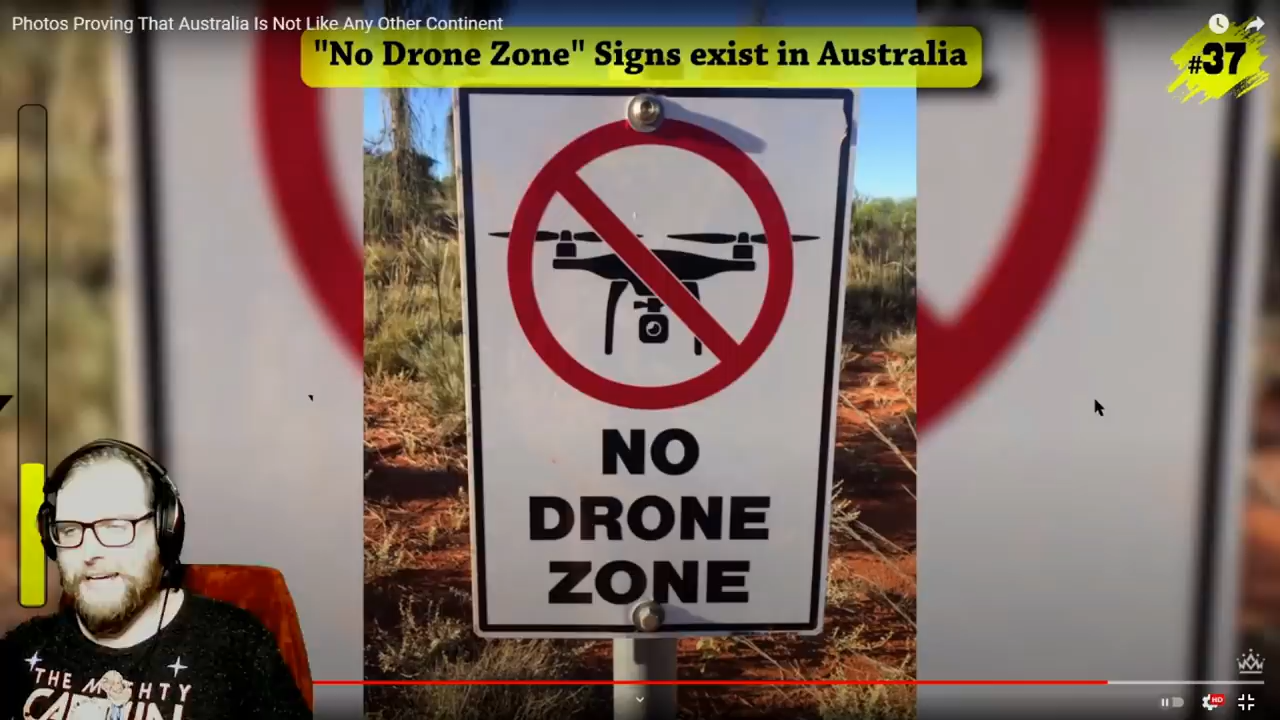 Photos Proving That Australia Is Not Like Any Other Continent
"No Drone Zone" Signs exist in Australia
#37
NO
DRONE
ZONE
THE MIGHTY
HD